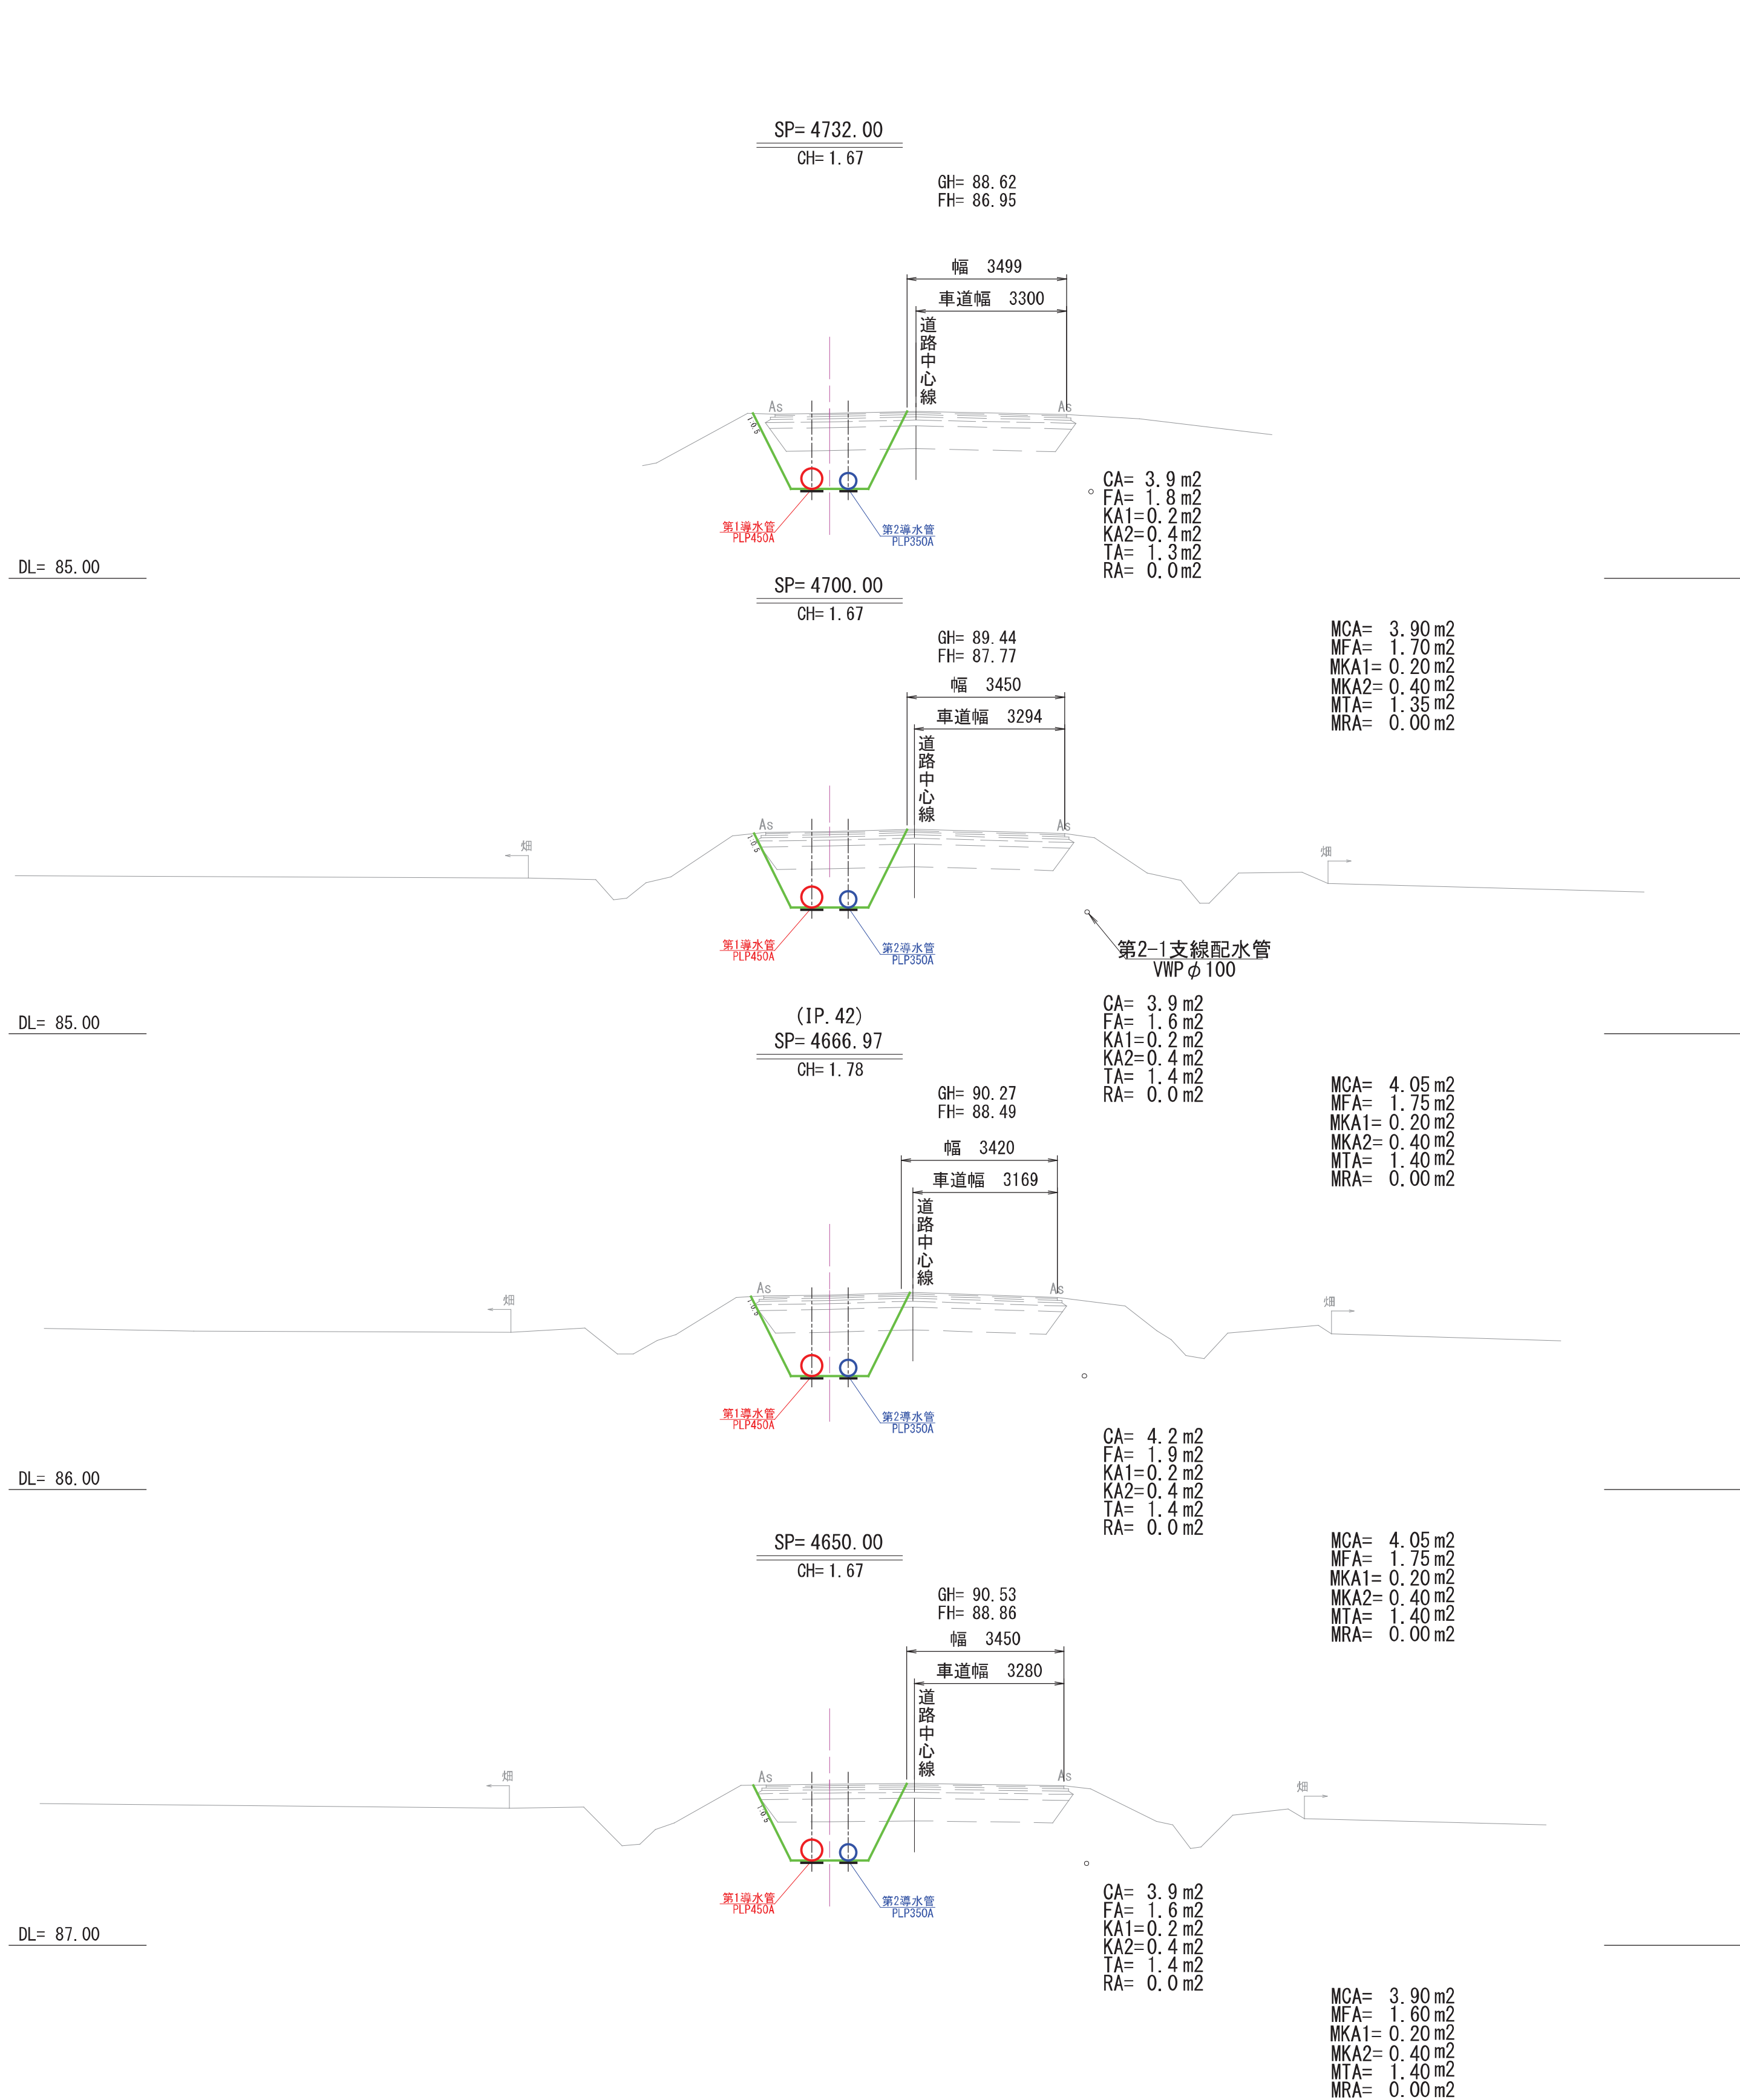 SP= 4732.00
CH= 1.67
GH= 88.62
FH= 86.95
幅 3499
車道幅 3300
道路中心線
As
As
1:0.5
第1導水管
PLP450A
第2導水管
PLP350A
CA= 3.9 m2
FA= 1.8 m2
KA1=0.2 m2
KA2=0.4 m2
TA= 1.3 m2
RA= 0.0 m2
DL= 85.00
SP= 4700.00
CH= 1.67
GH= 89.44
FH= 87.77
MCA= 3.90 m2
MFA= 1.70 m2
MKA1= 0.20 m2
MKA2= 0.40 m2
MTA= 1.35 m2
MRA= 0.00 m2
幅 3450
車道幅 3294
道路中心線
As
As
1:0.5
畑
畑
第1導水管
PLP450A
第2導水管
PLP350A
第2-1支線配水管
VWPφ100
CA= 3.9 m2
FA= 1.6 m2
KA1=0.2 m2
KA2=0.4 m2
TA= 1.4 m2
RA= 0.0 m2
DL= 85.00
(IP.42)
SP= 4666.97
CH= 1.78
GH= 90.27
FH= 88.49
MCA= 4.05 m2
MFA= 1.75 m2
MKA1= 0.20 m2
MKA2= 0.40 m2
MTA= 1.40 m2
MRA= 0.00 m2
幅 3420
車道幅 3169
道路中心線
As
As
1:0.5
畑
畑
第1導水管
PLP450A
第2導水管
PLP350A
CA= 4.2 m2
FA= 1.9 m2
KA1=0.2 m2
KA2=0.4 m2
TA= 1.4 m2
RA= 0.0 m2
DL= 86.00
SP= 4650.00
CH= 1.67
GH= 90.53
FH= 88.86
MCA= 4.05 m2
MFA= 1.75 m2
MKA1= 0.20 m2
MKA2= 0.40 m2
MTA= 1.40 m2
MRA= 0.00 m2
幅 3450
車道幅 3280
道路中心線
As
As
1:0.5
畑
畑
第1導水管
PLP450A
第2導水管
PLP350A
CA= 3.9 m2
FA= 1.6 m2
KA1=0.2 m2
KA2=0.4 m2
TA= 1.4 m2
RA= 0.0 m2
DL= 87.00
MCA= 3.90 m2
MFA= 1.60 m2
MKA1= 0.20 m2
MKA2= 0.40 m2
MTA= 1.40 m2
MRA= 0.00 m2